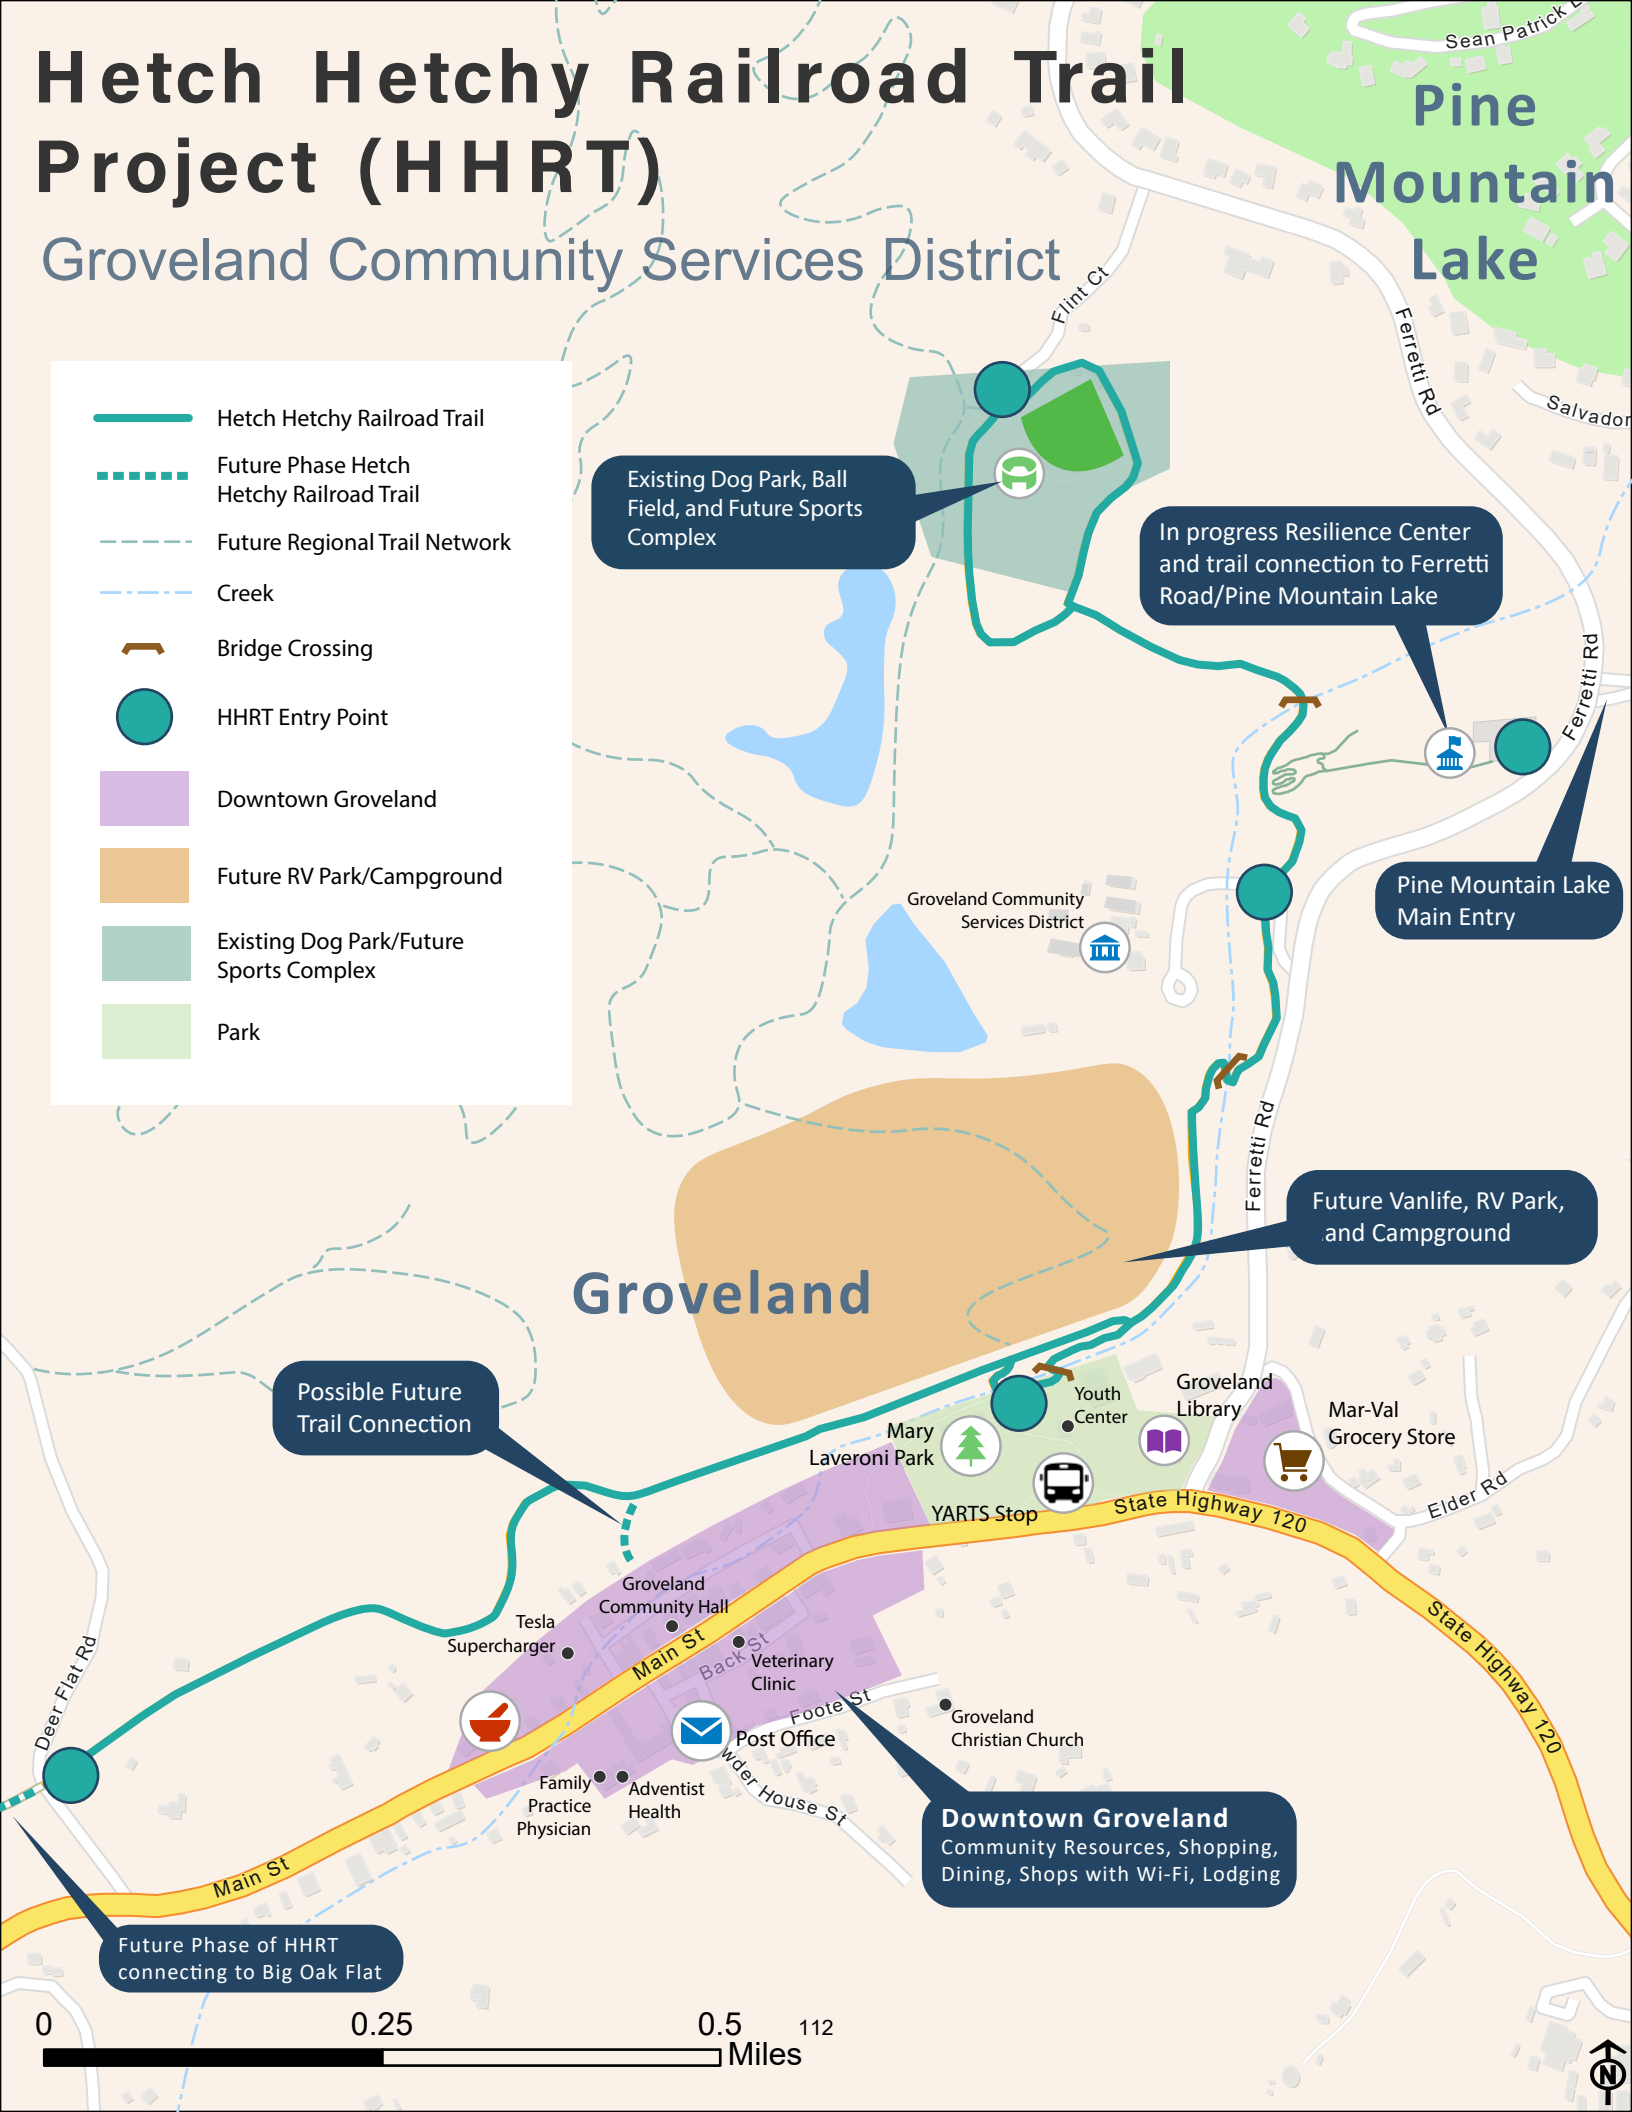 Hetch Hetchy Railroad Trail
Project (HHRT)
Groveland Community Services District
Sean Patrick
Pine
Mountain
Lake
Flint Ct
Ferretti Rd
Salvador
Hetch Hetchy Railroad Trail
Future Phase Hetch
Hetchy Railroad Trail
Future Regional Trail Network
Creek
Bridge Crossing
HHRT Entry Point
Downtown Groveland
Future RV Park/Campground
Existing Dog Park/Future
Sports Complex
Park
Existing Dog Park, Ball
Field, and Future Sports
Complex
In progress Resilience Center
and trail connection to Ferretti
Road/Pine Mountain Lake
Ferretti Rd
Pine Mountain Lake
Main Entry
Groveland Community
Services District
Ferretti Rd
Future Vanlife, RV Park,
.and Campground
Groveland
Possible Future
Trail Connection
Youth
Center
Groveland
Library
Mar-Val
Grocery Store
Mary
Laveroni Park
YARTS Stop
State Highway 120
Elder Rd
Groveland
Community Hall
Tesla
Supercharger
Main St
Back St
Veterinary
Clinic
State Highway 120
Deer Flat Rd
Foote St
Groveland
Christian Church
Post Office
wder House St
Family
Practice
Physician
Adventist
Health
Downtown Groveland
Community Resources, Shopping,
Dining, Shops with Wi-Fi, Lodging
Main St
Future Phase of HHRT
connecting to Big Oak Flat
0 0.25 0.5 112
Miles
N